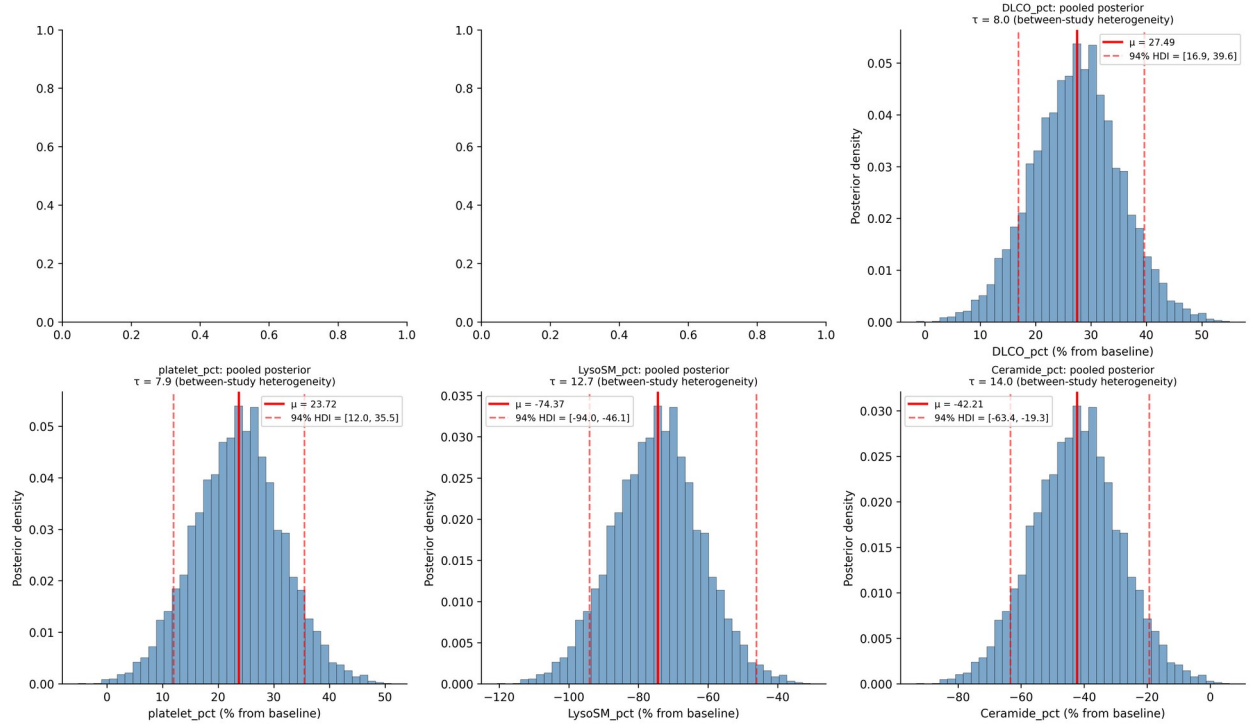 DLCO_pct: pooled posterior
τ = 8.0 (between-study heterogeneity)
1.0
0.8
0.6
0.4
0.2
0.0
0.0 0.2 0.4 0.6 0.8 1.0
1.0
0.8
0.6
0.4
0.2
0.0
0.0 0.2 0.4 0.6 0.8 1.0
μ = 27.49
94% HDI = [16.9, 39.6]
Posterior density
0.05
0.04
0.03
0.02
0.01
0.00
0 10 20 30 40 50
DLCO_pct (% from baseline)
platelet_pct: pooled posterior
τ = 7.9 (between-study heterogeneity)
μ = 23.72
94% HDI = [12.0, 35.5]
Posterior density
0.05
0.04
0.03
0.02
0.01
0.00
0 10 20 30 40 50
platelet_pct (% from baseline)
LysoSM_pct: pooled posterior
τ = 12.7 (between-study heterogeneity)
μ = -74.37
94% HDI = [-94.0, -46.1]
Posterior density
0.035
0.030
0.025
0.020
0.015
0.010
0.005
0.000
−120 −100 −80 −60 −40
LysoSM_pct (% from baseline)
Ceramide_pct: pooled posterior
τ = 14.0 (between-study heterogeneity)
μ = -42.21
94% HDI = [-63.4, -19.3]
Posterior density
0.030
0.025
0.020
0.015
0.010
0.005
0.000
−80 −60 −40 −20 0
Ceramide_pct (% from baseline)